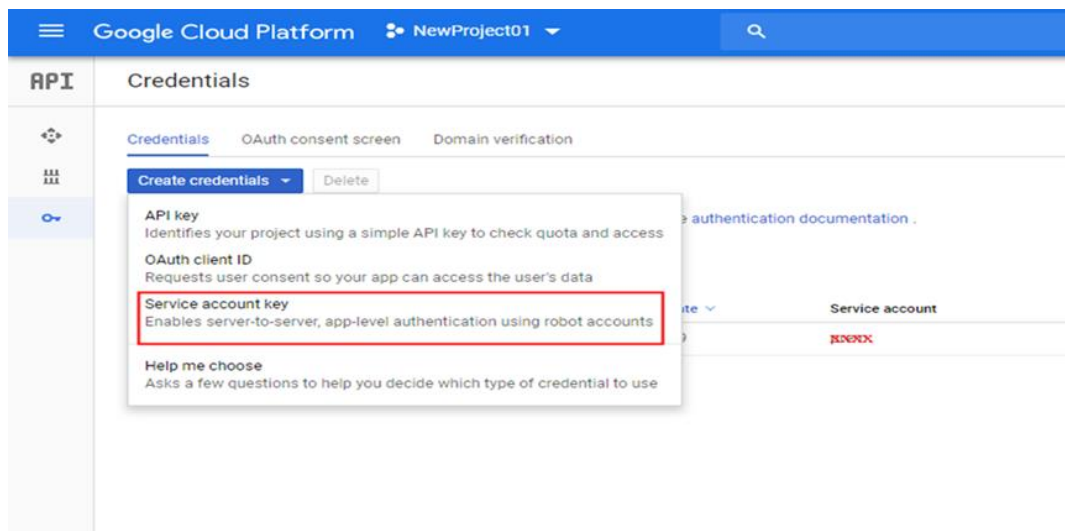 Google Cloud Platform NewProject01
API Credentials
Credentials OAuth consent screen Domain verification
Create credentials Delete
API key
Identifies your project using a simple API key to check quota and access
authentication documentation .
OAuth client ID
Requests user consent so your app can access the user's data
Service account key
Enables server-to-server, app-level authentication using robot accounts
Service account
Help me choose
Asks a few questions to help you decide which type of credential to use